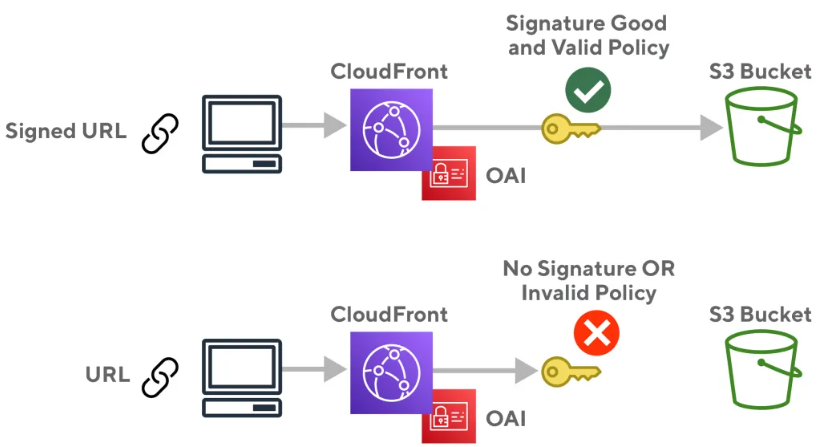 Signature Good
and Valid Policy
CloudFront
S3 Bucket
Signed URL
OAI
No Signature OR
Invalid Policy
CloudFront
S3 Bucket
URL
OAI